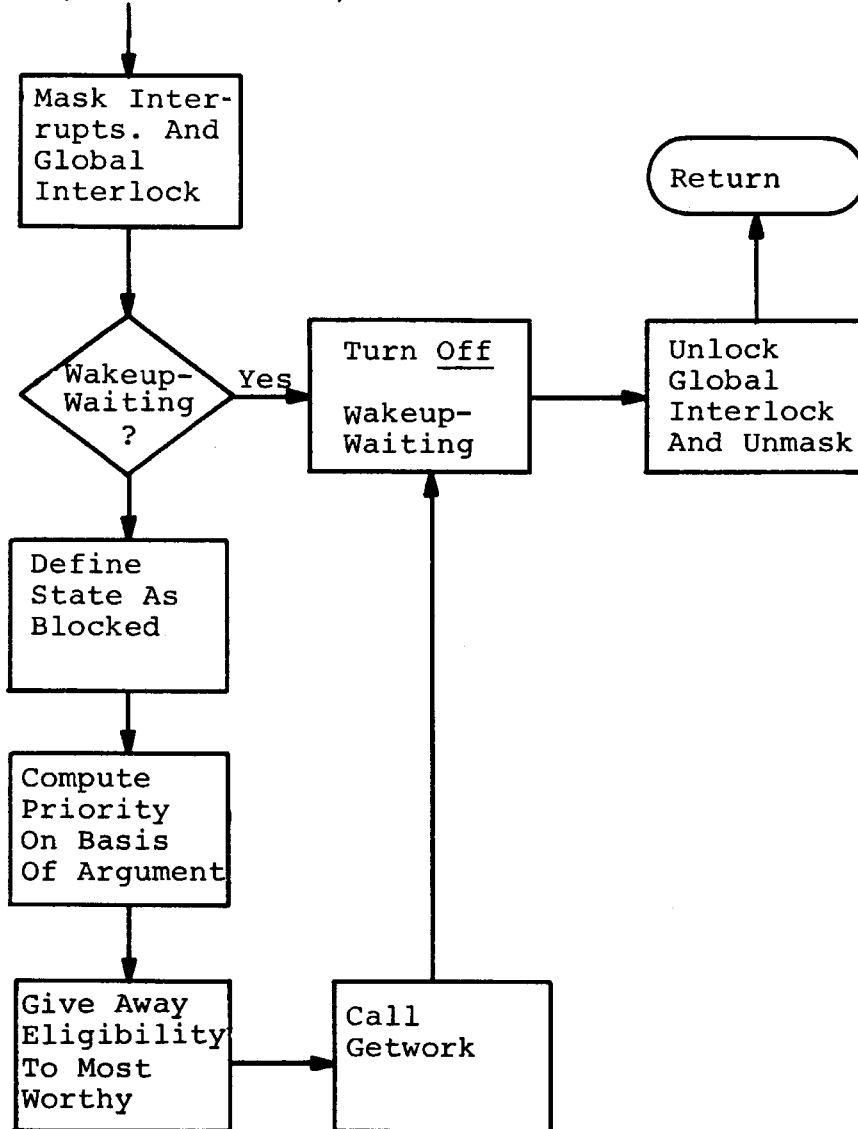 Mask Inter-
rupts. And
Global
Interlock
Return
Wakeup-
Waiting
?
Yes
Turn Off
Wakeup-
Waiting
Unlock
Global
Interlock
And Unmask
Define
State As
Blocked
Compute
Priority
On Basis
Of Argument
Give Away
Eligibility
To Most
Worthy
Call
Getwork